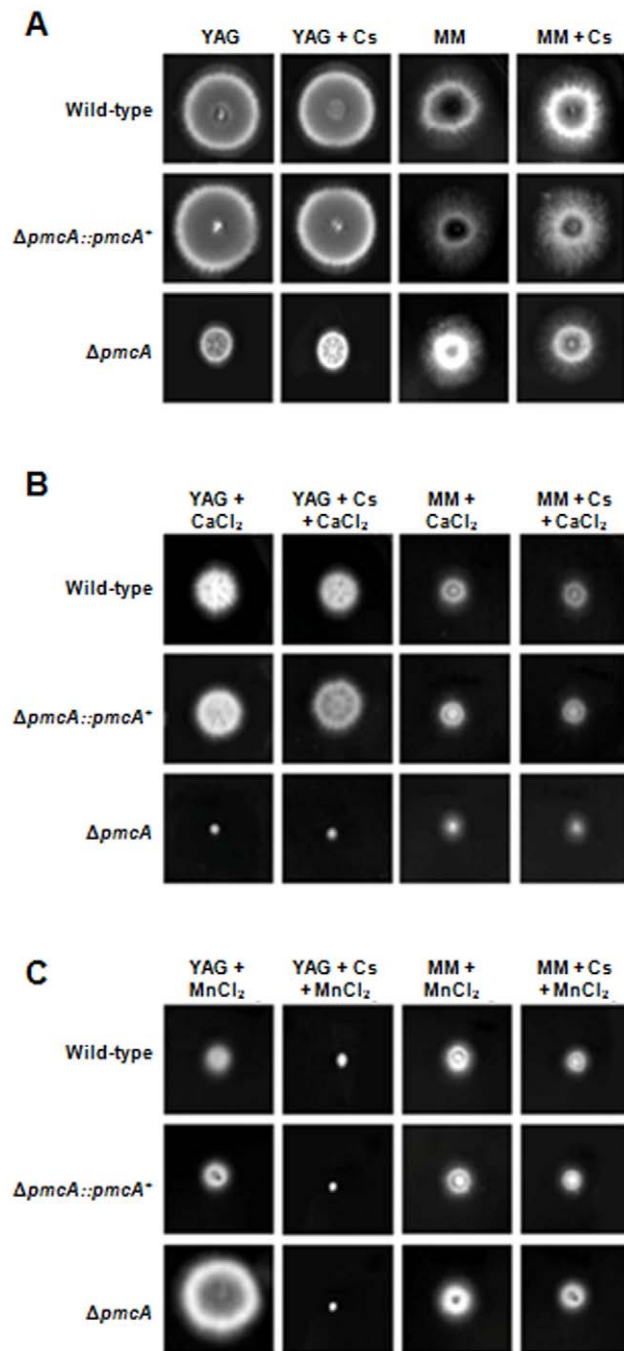 A
YAG YAG + Cs MM MM + Cs
Wild-type
ΔpmcA::pmcA⁺
ΔpmcA
B
YAG + CaCl₂ YAG + Cs + CaCl₂ MM + CaCl₂ MM + Cs + CaCl₂
Wild-type
ΔpmcA::pmcA⁺
ΔpmcA
C
YAG + MnCl₂ YAG + Cs + MnCl₂ MM + MnCl₂ MM + Cs + MnCl₂
Wild-type
ΔpmcA::pmcA⁺
ΔpmcA